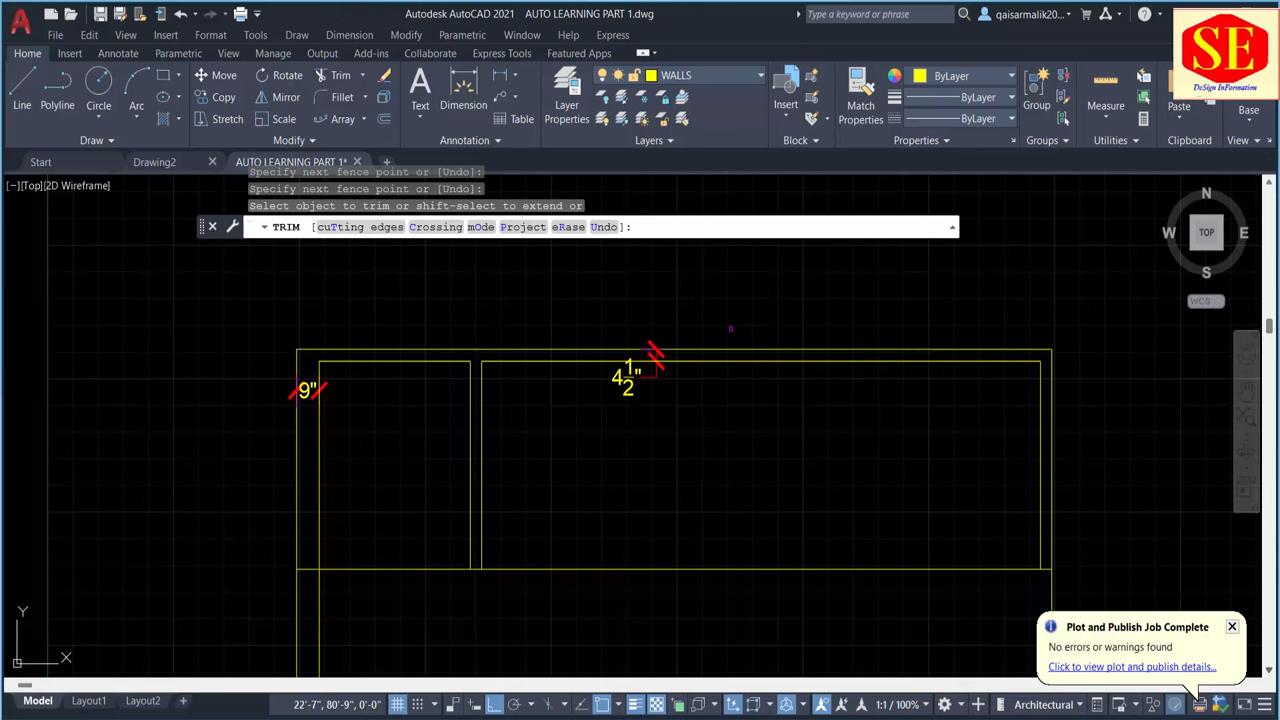 Autodesk AutoCAD 2021 AUTO LEARNING PART 1.dwg
Type a keyword or phrase
qaisarmalik20...
SE
DeSign InFormation
File Edit View Insert Format Tools Draw Dimension Modify Parametric Window Help Express
Home Insert Annotate Parametric View Manage Output Add-ins Collaborate Express Tools Featured Apps
Line Polyline Circle Arc
Move Rotate Trim
Copy Mirror Fillet
Stretch Scale Array
Text Dimension Table
Layer Properties
WALLS
Insert
Match Properties
ByLayer
ByLayer
ByLayer
Group
Measure
Paste
Base
Draw Modify Annotation Layers Block Properties Groups Utilities Clipboard View
Start Drawing2 AUTO LEARNING PART 1*
[−][Top][2D Wireframe]
Specify next fence point or [Undo]:
Specify next fence point or [Undo]:
Select object to trim or shift-select to extend or
TRIM [cuTting edges Crossing mOde Project eRase Undo]:
N
W TOP E
S
WCS
9"
4 1/2"
Y
X
Plot and Publish Job Complete
No errors or warnings found
Click to view plot and publish details...
Model Layout1 Layout2
22'-7", 80'-9", 0'-0"
MODEL
1:1 / 100%
Architectural